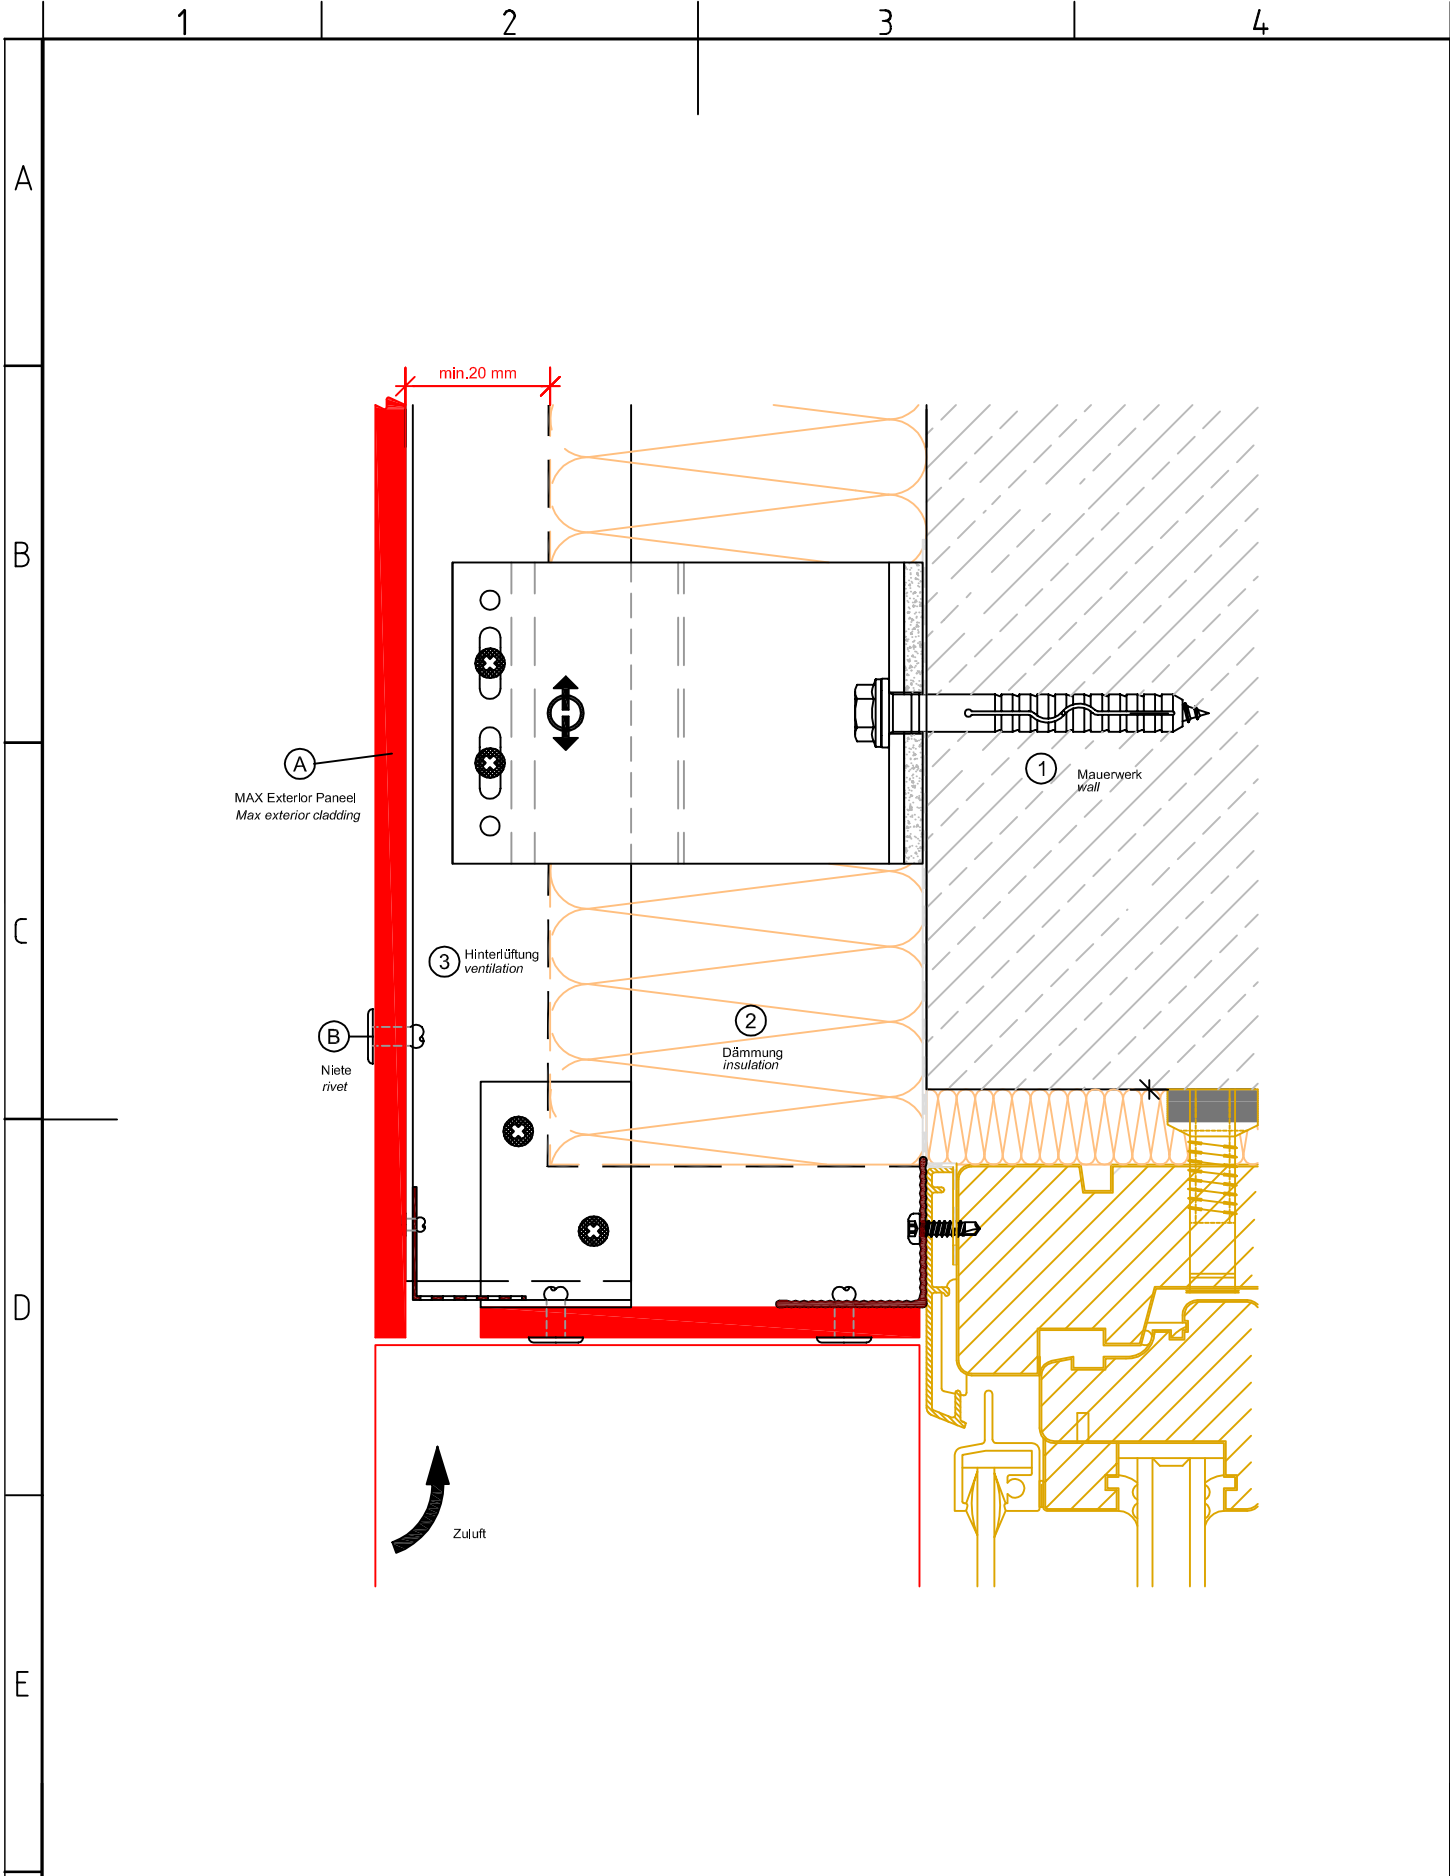 1 2 3 4
A
min.20 mm
B
A
MAX Exterior Paneel
Max exterior cladding
1
Mauerwerk
wall
C
3
Hinterlüftung
ventilation
2
Dämmung
insulation
B
Niete
rivet
D
Zuluft
E